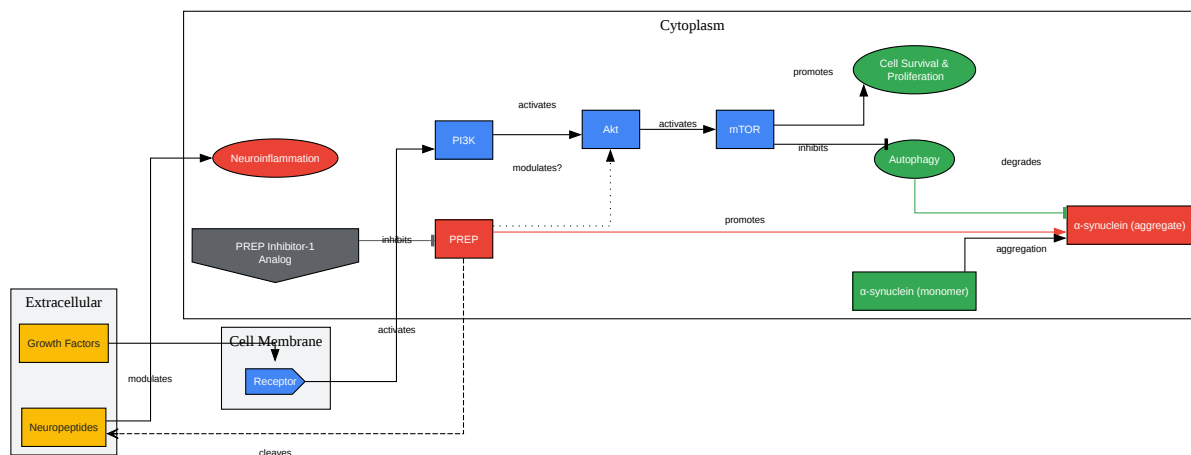 Cytoplasm
Cell Survival &
Proliferation
promotes
activates
PI3K
Akt
activates
mTOR
inhibits
Neuroinflammation
modulates?
Autophagy
degrades
PREP Inhibitor-1
Analog
inhibits
PREP
promotes
α-synuclein (aggregate)
aggregation
α-synuclein (monomer)
Extracellular
Growth Factors
activates
Cell Membrane
Receptor
modulates
Neuropeptides
cleaves